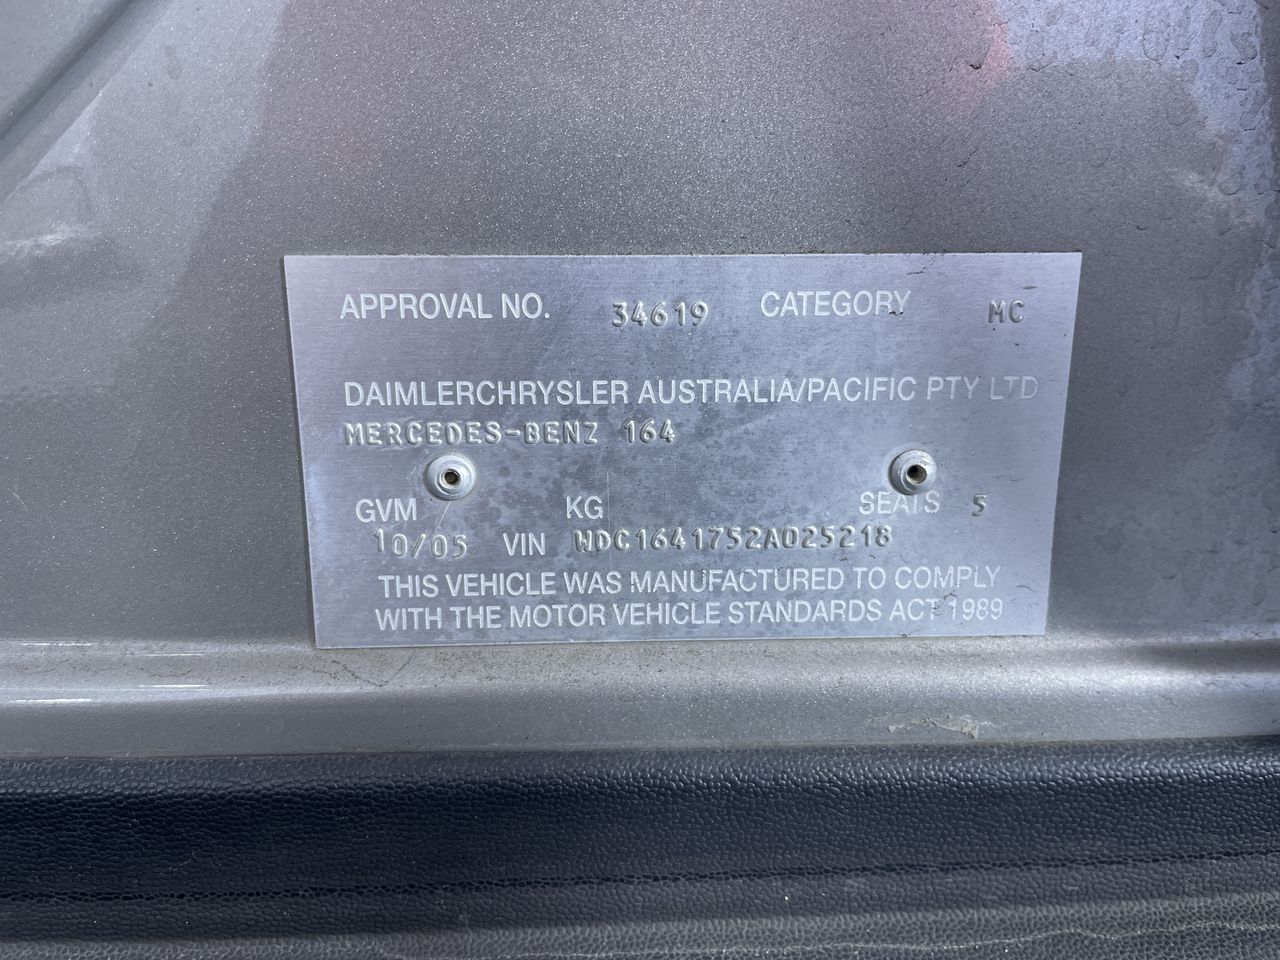 APPROVAL NO. 34619 CATEGORY MC
DAIMLERCHRYSLER AUSTRALIA/PACIFIC PTY LTD
MERCEDES-BENZ 164
GVM KG SEATS 5
10/05 VIN WDC1641752A025218
THIS VEHICLE WAS MANUFACTURED TO COMPLY
WITH THE MOTOR VEHICLE STANDARDS ACT 1989